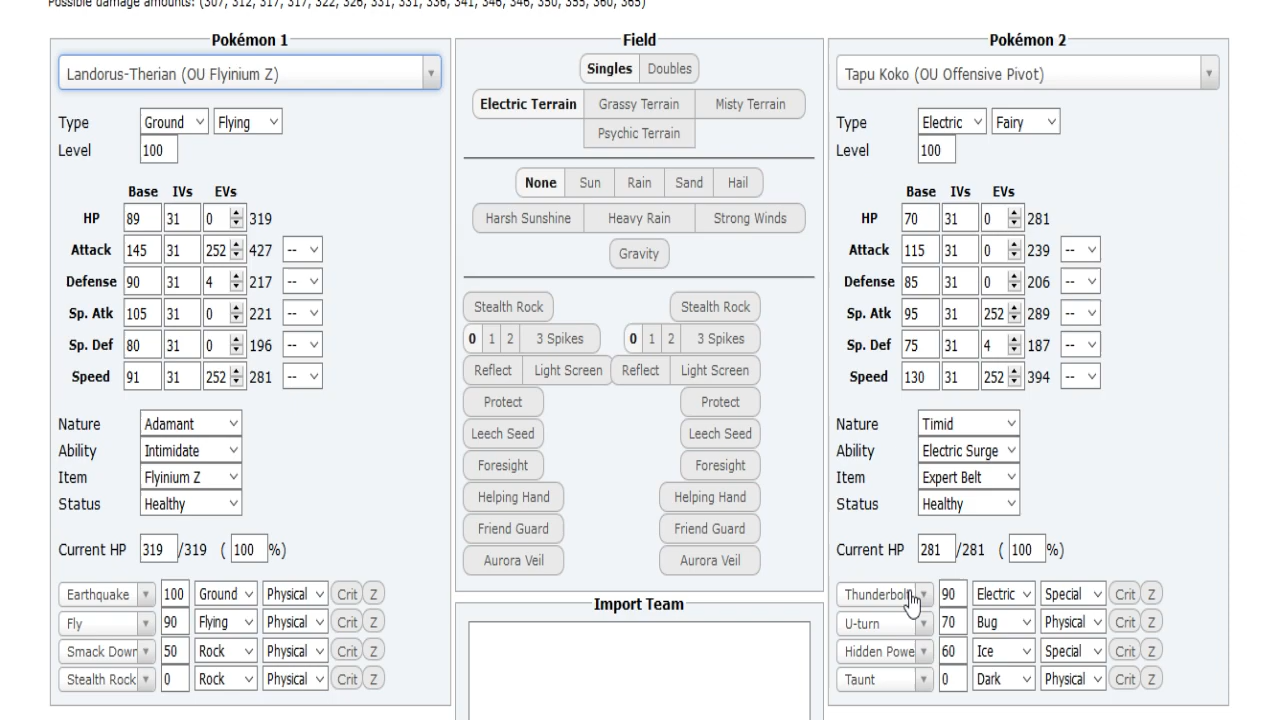 Possible damage amounts: (307, 312, 317, 317, 322, 326, 331, 331, 336, 341, 346, 346, 350, 355, 360, 365)
Pokémon 1
Landorus-Therian (OU Flyinium Z)
Type Ground Flying
Level 100
Base IVs EVs
HP 89 31 0 319
Attack 145 31 252 427 --
Defense 90 31 4 217 --
Sp. Atk 105 31 0 221 --
Sp. Def 80 31 0 196 --
Speed 91 31 252 281 --
Nature Adamant
Ability Intimidate
Item Flyinium Z
Status Healthy
Current HP 319 /319 ( 100 %)
Earthquake 100 Ground Physical Crit Z
Fly 90 Flying Physical Crit Z
Smack Down 50 Rock Physical Crit Z
Stealth Rock 0 Rock Physical Crit Z
Field
Singles Doubles
Electric Terrain Grassy Terrain Misty Terrain
Psychic Terrain
None Sun Rain Sand Hail
Harsh Sunshine Heavy Rain Strong Winds
Gravity
Stealth Rock Stealth Rock
0 1 2 3 Spikes 0 1 2 3 Spikes
Reflect Light Screen Reflect Light Screen
Protect Protect
Leech Seed Leech Seed
Foresight Foresight
Helping Hand Helping Hand
Friend Guard Friend Guard
Aurora Veil Aurora Veil
Import Team
Pokémon 2
Tapu Koko (OU Offensive Pivot)
Type Electric Fairy
Level 100
Base IVs EVs
HP 70 31 0 281
Attack 115 31 0 239 --
Defense 85 31 0 206 --
Sp. Atk 95 31 252 289 --
Sp. Def 75 31 4 187 --
Speed 130 31 252 394 --
Nature Timid
Ability Electric Surge
Item Expert Belt
Status Healthy
Current HP 281 /281 ( 100 %)
Thunderbolt 90 Electric Special Crit Z
U-turn 70 Bug Physical Crit Z
Hidden Powe 60 Ice Special Crit Z
Taunt 0 Dark Physical Crit Z